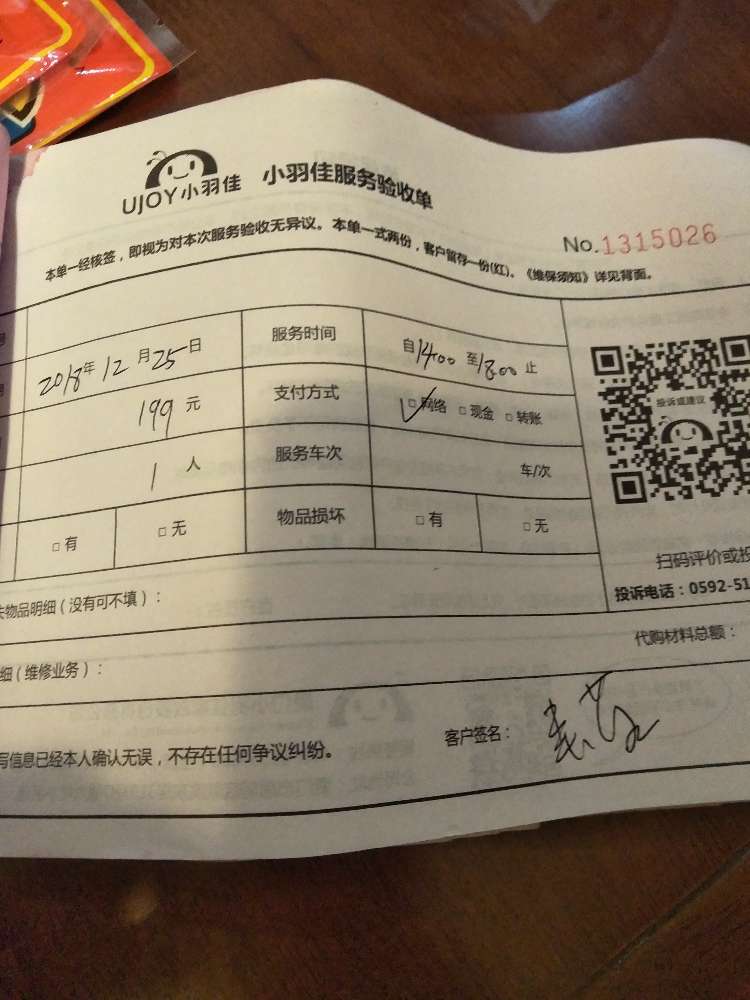 UJOY小羽佳 小羽佳服务验收单
No.1315026
本单一经核签，即视为对本次服务验收无异议。本单一式两份，客户留存一份(红)。《维保须知》详见背面。
2018年12月25日 服务时间 自1400至1800止
199元 支付方式 □网络 □现金 □转账
投诉或建议
1人 服务车次 车/次
□有 □无 物品损坏 □有 □无
扫码评价或投
物品明细（没有可不填）： 投诉电话：0592-51
细（维修业务）： 代购材料总额：
写信息已经本人确认无误，不存在任何争议纠纷。 客户签名：